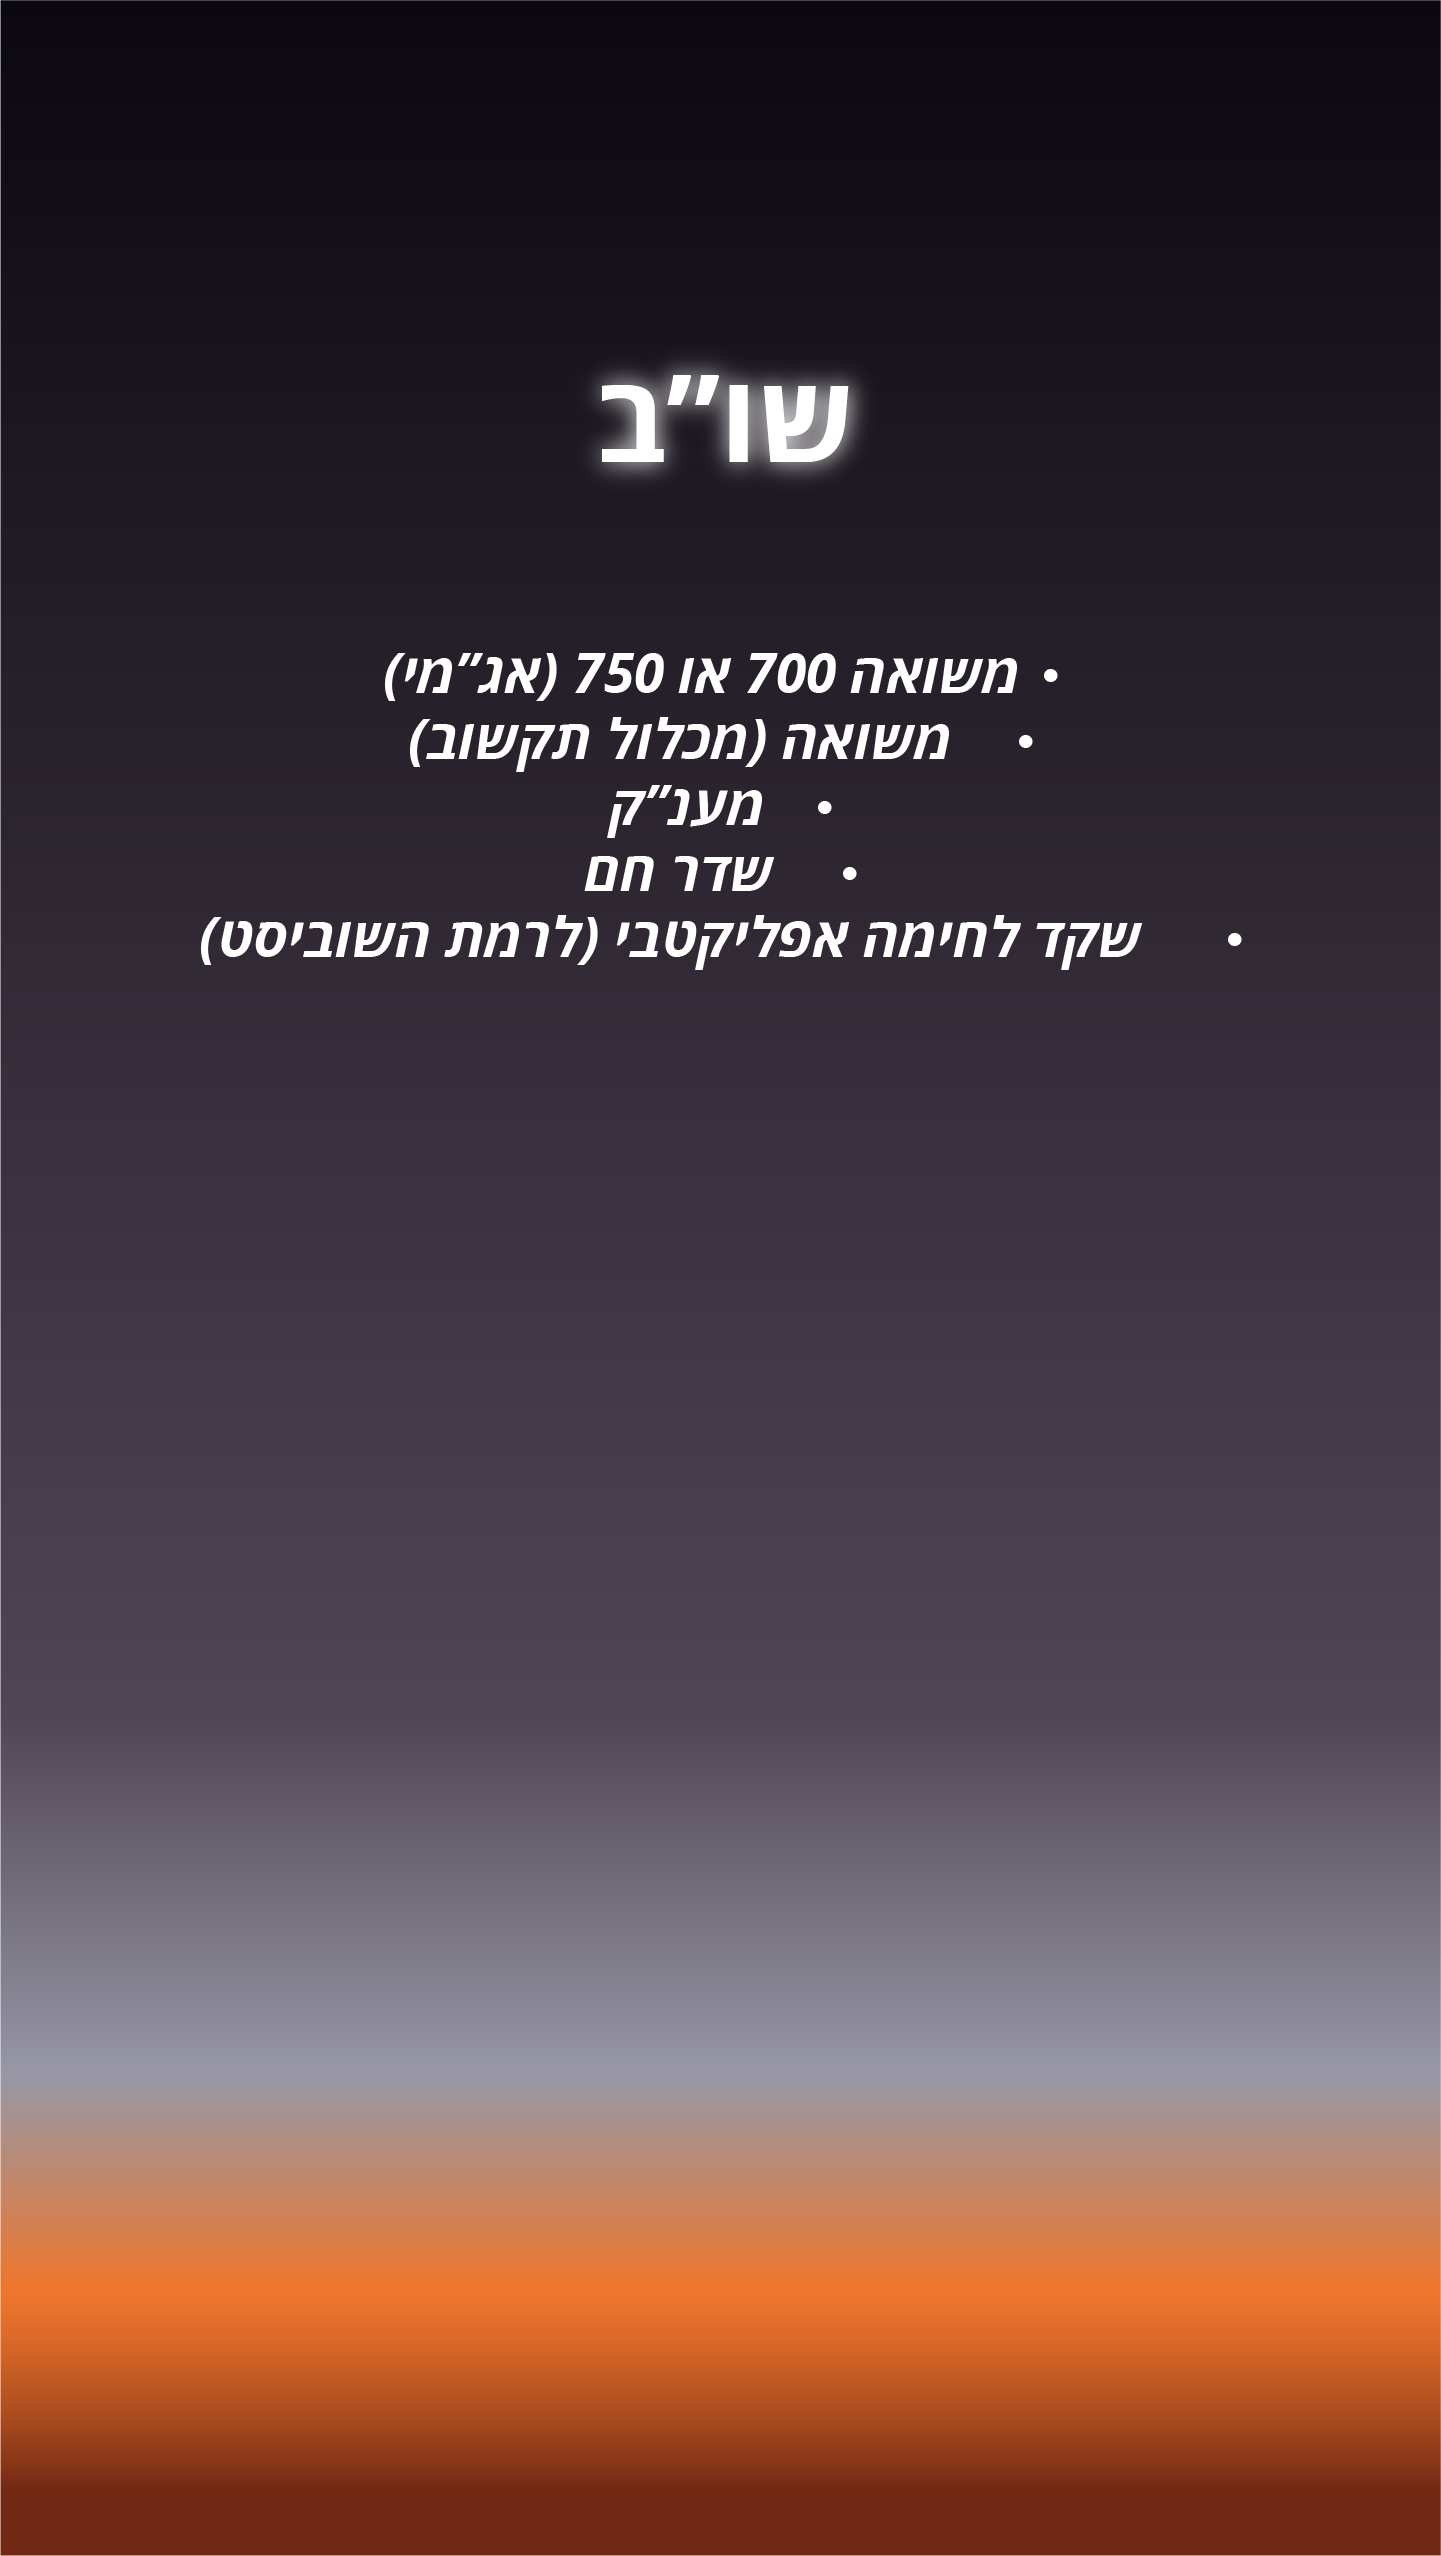 שו״ב
• משואה 700 או 750 (אג״מי)
• משואה (מכלול תקשוב)
• מענ״ק
• שדר חם
• שקד לחימה אפליקטבי (לרמת השוביסט)